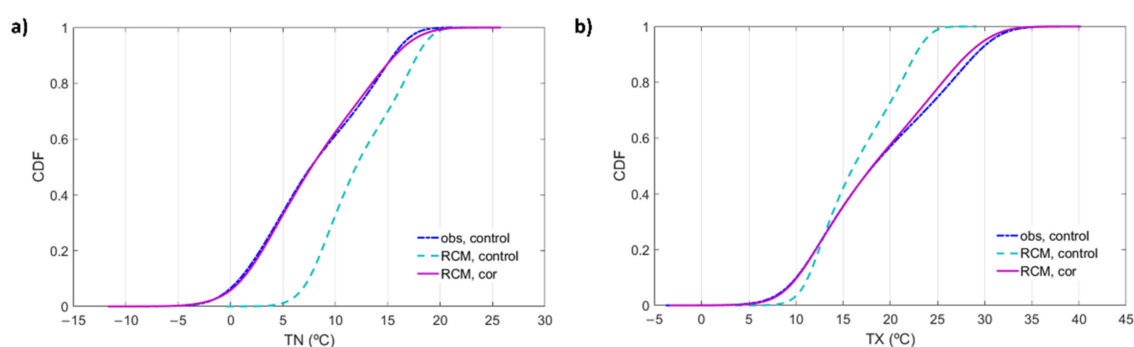 a)
1
0.8
0.6
0.4
0.2
0
CDF
obs, control
RCM, control
RCM, cor
−15 −10 −5 0 5 10 15 20 25 30
TN (ºC)
b)
1
0.8
0.6
0.4
0.2
0
CDF
obs, control
RCM, control
RCM, cor
−5 0 5 10 15 20 25 30 35 40 45
TX (ºC)